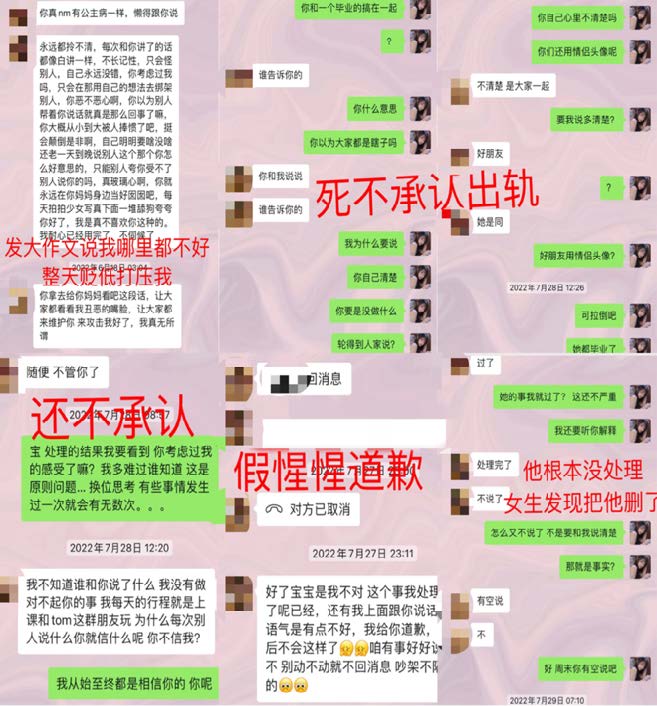 你真nm有公主病一样，懒得跟你说
永远都拎不清，每次和你讲了的话
都像白讲一样，不长记性，只会怪
别人，自己永远没错，你考虑过我
吗，只会在那用自己的想法去绑架
别人，你恶不恶心啊，你以为别人
帮着你说话就真是那么回事了嘛，
你大概从小到大被人捧惯了吧，挺
会颠倒是非啊，自己明明要啥没啥
还老一天到晚说别人这个那个你怎
么好意思的，只能别人夸你受不了
别人说你的吗，真玻璃心啊，你就
永远在你妈妈身边当好囡囡吧，每
天拍拍少女写真下面一堆舔狗夸夸
你好了，我是真不喜欢你这种的。
我耐心已经用完了，不伺候了
发大作文说我哪里都不好
整天贬低打压我
你拿去给你妈妈看吧这段话，让大
家都看看我丑恶的嘴脸，让大家都
来维护你 来攻击我好了，我真无所
谓
你和一个毕业的搞在一起
？
谁告诉你的
你什么意思
你以为大家都是瞎子吗
你和我说说
死不承认出轨
谁告诉你的
我为什么要说
你自己清楚
你要是没做什么
轮得到人家说？
你自己心里不清楚吗
你们还用情侣头像呢
不清楚 是大家一起
要我说多清楚？
好朋友
？
她是同
好朋友用情侣头像？
2022年7月28日 12:26
可拉倒吧
她都毕业了
随便 不管你了
还不承认
宝 处理的结果我要看到 你考虑过我
的感受了嘛？我多难过谁知道 这是
原则问题... 换位思考 有些事情发生
过一次就会有无数次。。。
2022年7月28日 12:20
我不知道谁和你说了什么 我没有做
对不起你的事 我每天的行程就是上
课和tom这群朋友玩 为什么每次别
人说什么你就信什么呢 你不信我？
我从始至终都是相信你的 你呢
回消息
假惺惺道歉
对方已取消
2022年7月27日 23:11
好了宝宝是我不对 这个事我处理
了呢已经，还有我上面跟你说话
语气是有点不好，我给你道歉，
后不会这样了
咱有事好好说
不 别动不动就不回消息 吵架不隔
的
过了
她的事我就过了？ 这还不严重
我还要听你解释
处理完了
他根本没处理
不说了
女生发现把他删了
怎么又不说了 不是要和我说清楚
那就是事实？
有空说
不
好 周末你有空说吧
2022年7月29日 07:10